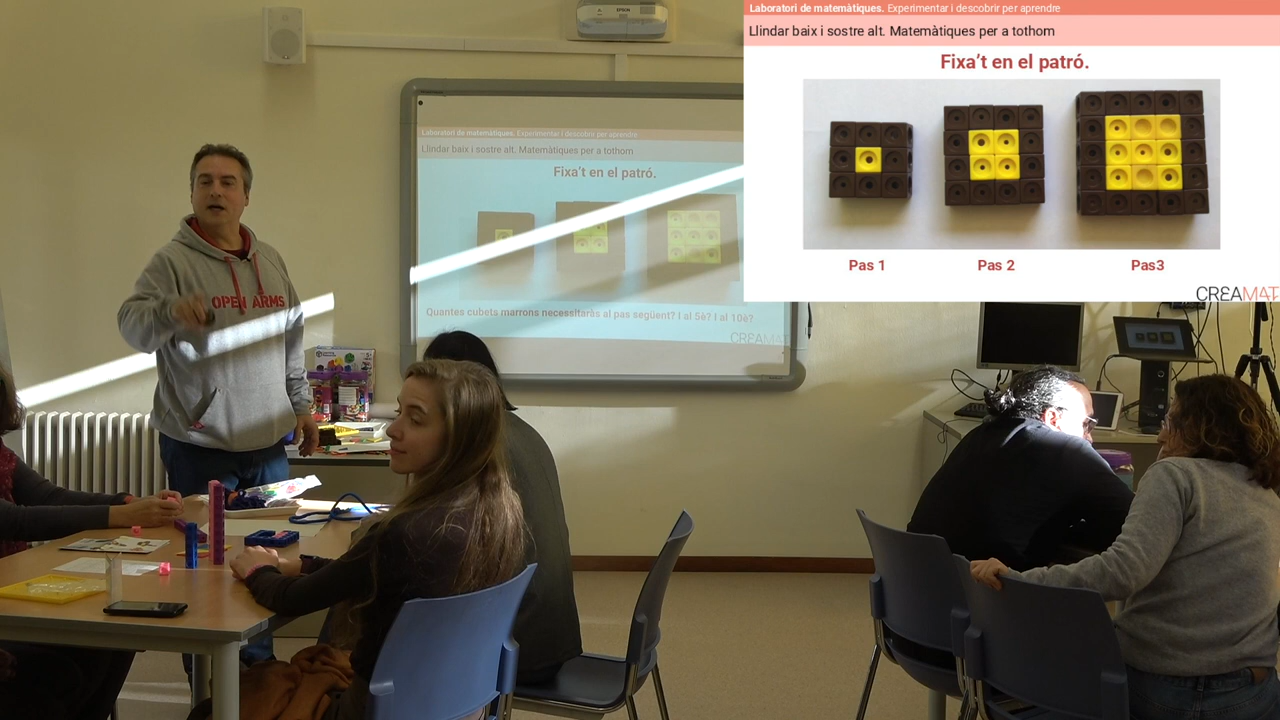 Laboratori de matemàtiques. Experimentar i descobrir per aprendre
Llindar baix i sostre alt. Matemàtiques per a tothom
Fixa't en el patró.
Pas 1
Pas 2
Pas3
CREAMAT
EPSON
Laboratori de matemàtiques. Experimentar i descobrir per aprendre
Llindar baix i sostre alt. Matemàtiques per a tothom
Fixa't en el patró.
Quantes cubets marrons necessitaràs al pas següent? I al 5è? I al 10è?
CREAMAT
OPEN ARMS